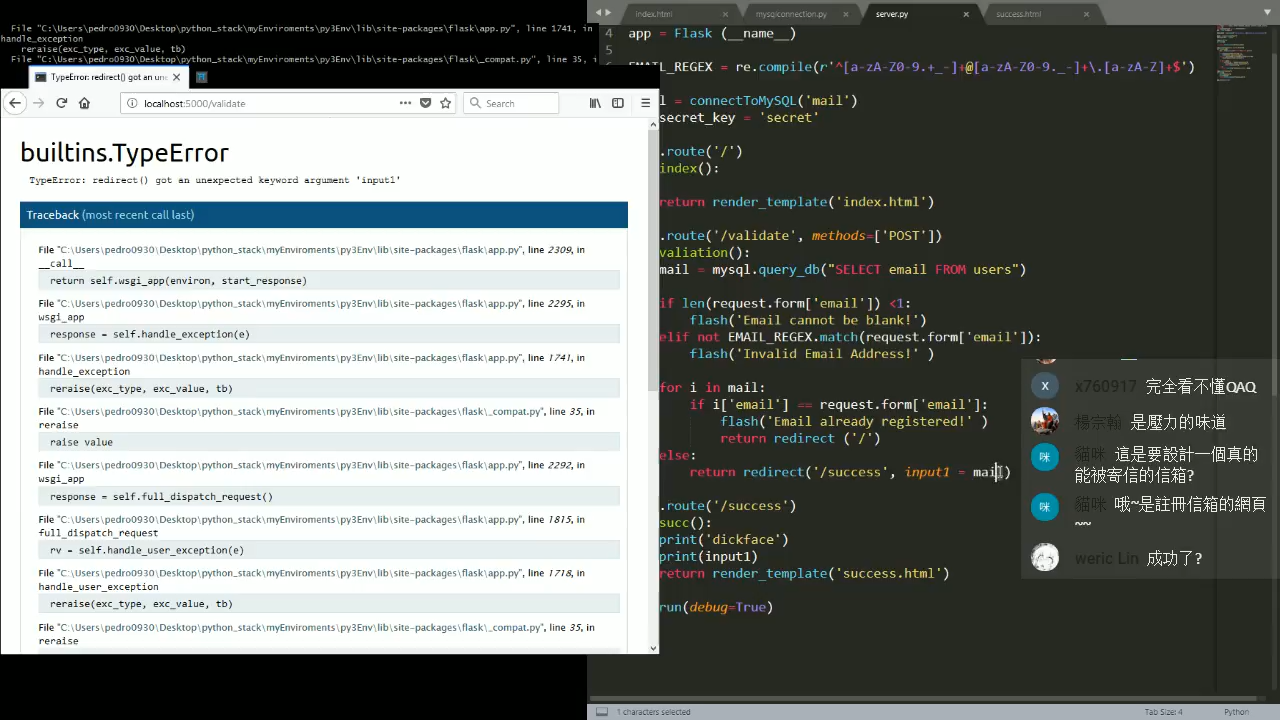 File "C:\Users\pedro0930\Desktop\python_stack\myEnviroments\py3Env\lib\site-packages\flask\app.py", line 1741, in
handle_exception
reraise(exc_type, exc_value, tb)
File "C:\Users\pedro0930\Desktop\python_stack\myEnviroments\py3Env\lib\site-packages\flask\_compat.py", line 35, in
TypeError: redirect() got an une
localhost:5000/validate
Search
builtins.TypeError
TypeError: redirect() got an unexpected keyword argument 'input1'
Traceback (most recent call last)
File "C:\Users\pedro0930\Desktop\python_stack\myEnviroments\py3Env\lib\site-packages\flask\app.py", line 2309, in
__call__
return self.wsgi_app(environ, start_response)
File "C:\Users\pedro0930\Desktop\python_stack\myEnviroments\py3Env\lib\site-packages\flask\app.py", line 2295, in
wsgi_app
response = self.handle_exception(e)
File "C:\Users\pedro0930\Desktop\python_stack\myEnviroments\py3Env\lib\site-packages\flask\app.py", line 1741, in
handle_exception
reraise(exc_type, exc_value, tb)
File "C:\Users\pedro0930\Desktop\python_stack\myEnviroments\py3Env\lib\site-packages\flask\_compat.py", line 35, in
reraise
raise value
File "C:\Users\pedro0930\Desktop\python_stack\myEnviroments\py3Env\lib\site-packages\flask\app.py", line 2292, in
wsgi_app
response = self.full_dispatch_request()
File "C:\Users\pedro0930\Desktop\python_stack\myEnviroments\py3Env\lib\site-packages\flask\app.py", line 1815, in
full_dispatch_request
rv = self.handle_user_exception(e)
File "C:\Users\pedro0930\Desktop\python_stack\myEnviroments\py3Env\lib\site-packages\flask\app.py", line 1718, in
handle_user_exception
reraise(exc_type, exc_value, tb)
File "C:\Users\pedro0930\Desktop\python_stack\myEnviroments\py3Env\lib\site-packages\flask\_compat.py", line 35, in
reraise
index.html
mysqlconnection.py
server.py
success.html
4 app = Flask (__name__)
5
EMAIL_REGEX = re.compile(r'^[a-zA-Z0-9.+_-]+@[a-zA-Z0-9._-]+\.[a-zA-Z]+$')
l = connectToMySQL('mail')
secret_key = 'secret'
.route('/')
index():
return render_template('index.html')
.route('/validate', methods=['POST'])
valiation():
mail = mysql.query_db("SELECT email FROM users")
if len(request.form['email']) <1:
flash('Email cannot be blank!')
elif not EMAIL_REGEX.match(request.form['email']):
flash('Invalid Email Address!' )
for i in mail:
if i['email'] == request.form['email']:
flash('Email already registered!' )
return redirect ('/')
else:
return redirect('/success', input1 = mail)
.route('/success')
succ():
print('dickface')
print(input1)
return render_template('success.html')
run(debug=True)
X x760917 完全看不懂QAQ
楊宗翰 是壓力的味道
咪 貓咪 這是要設計一個真的
能被寄信的信箱?
咪 貓咪 哦~是註冊信箱的網頁
~~
weric Lin 成功了?
1 characters selected
Tab Size: 4
Python